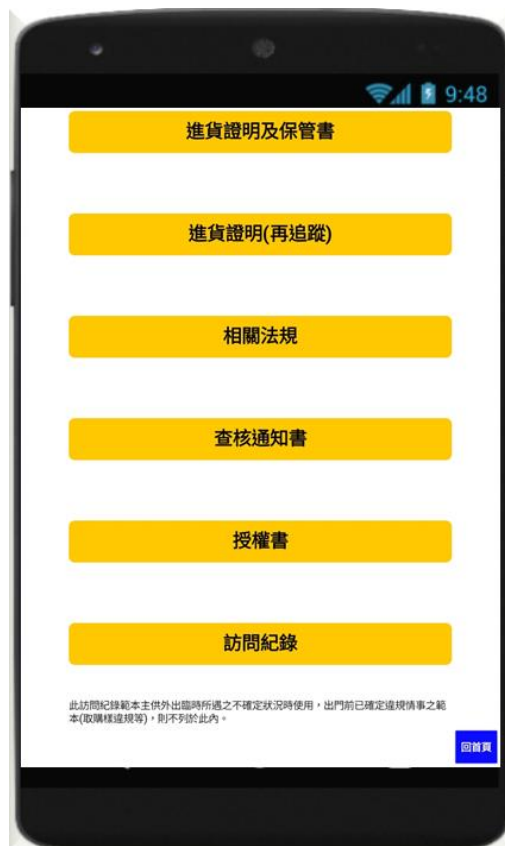 9:48
進貨證明及保管書
進貨證明(再追蹤)
相關法規
查核通知書
授權書
訪問紀錄
此訪問紀錄範本主供外出臨時所遇之不確定狀況時使用，出門前已確定違規情事之範
本(取購樣違規等)，則不列於此內。
回首頁